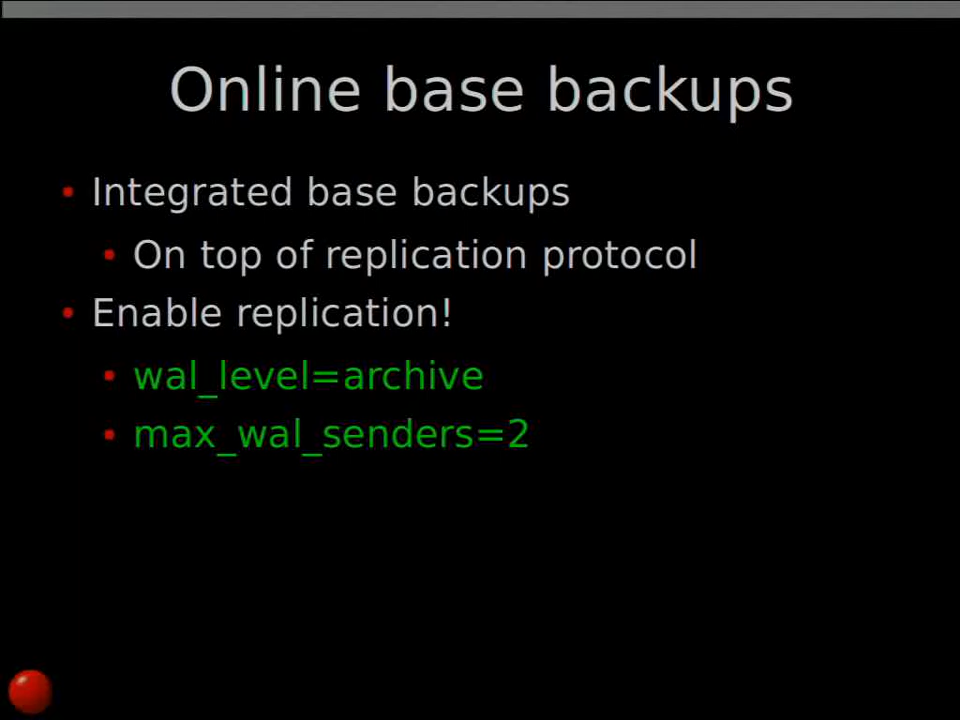 Online base backups
Integrated base backups
On top of replication protocol
Enable replication!
wal_level=archive
max_wal_senders=2